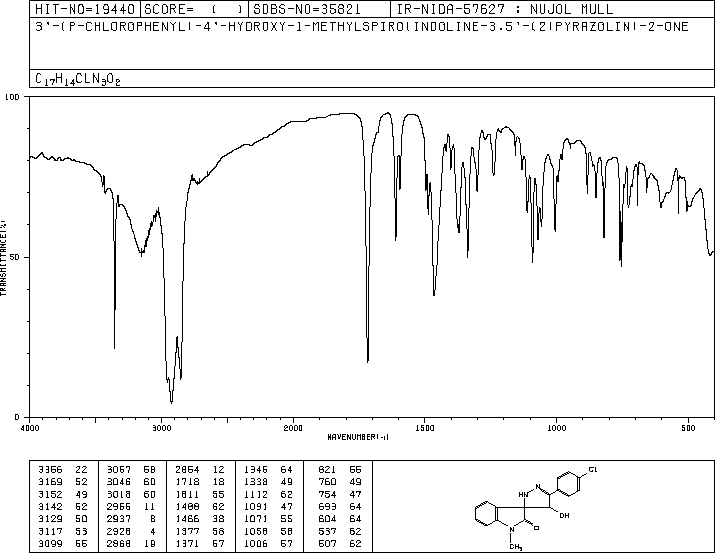 HIT-NO=19440 SCORE= ( ) SDBS-NO=35821 IR-NIDA-57627 : NUJOL MULL
3'-(P-CHLOROPHENYL)-4'-HYDROXY-1-METHYLSPIRO(INDOLINE-3.5'-(2)PYRAZOLIN)-2-ONE
C17H14CLN3O2
100
50
0
TRANSMITTANCE(%)
4000 3000 2000 1500 1000 500
WAVENUMBER(-1)
3356 22 3067 58 2854 12 1345 64 821 55
3169 52 3046 60 1718 18 1338 49 760 49
3149 50 3018 60 1611 55 1112 62 754 47
3142 52 2955 11 1488 62 1091 47 693 64
3129 50 2937 8 1466 38 1071 55 604 64
3117 53 2928 4 1377 58 1058 58 537 62
3099 55 2868 18 1371 57 1006 57 507 62
Cl
HN
N
OH
O
N
CH3